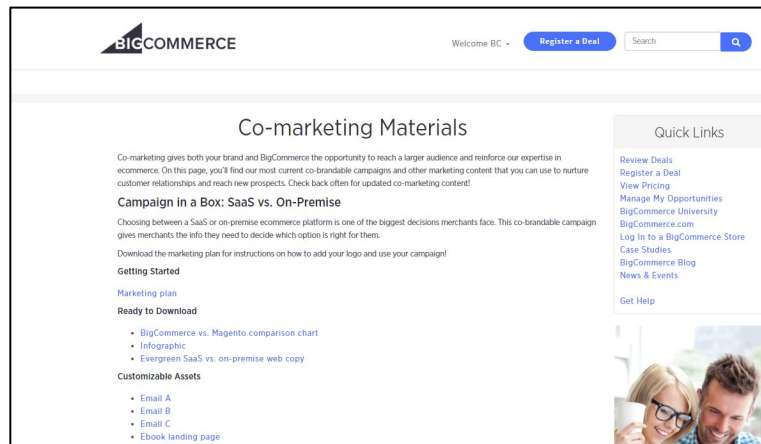 BIGCOMMERCE
Welcome BC
Register a Deal
Search
Co-marketing Materials
Co-marketing gives both your brand and BigCommerce the opportunity to reach a larger audience and reinforce our expertise in
ecommerce. On this page, you'll find our most current co-brandable campaigns and other marketing content that you can use to nurture
customer relationships and reach new prospects. Check back often for updated co-marketing content!
Campaign in a Box: SaaS vs. On-Premise
Choosing between a SaaS or on-premise ecommerce platform is one of the biggest decisions merchants face. This co-brandable campaign
gives merchants the info they need to decide which option is right for them.
Download the marketing plan for instructions on how to add your logo and use your campaign!
Getting Started
Marketing plan
Ready to Download
• BigCommerce vs. Magento comparison chart
• Infographic
• Evergreen SaaS vs. on-premise web copy
Customizable Assets
• Email A
• Email B
• Email C
• Ebook landing page
Quick Links
Review Deals
Register a Deal
View Pricing
Manage My Opportunities
BigCommerce University
BigCommerce.com
Log In to a BigCommerce Store
Case Studies
BigCommerce Blog
News & Events
Get Help